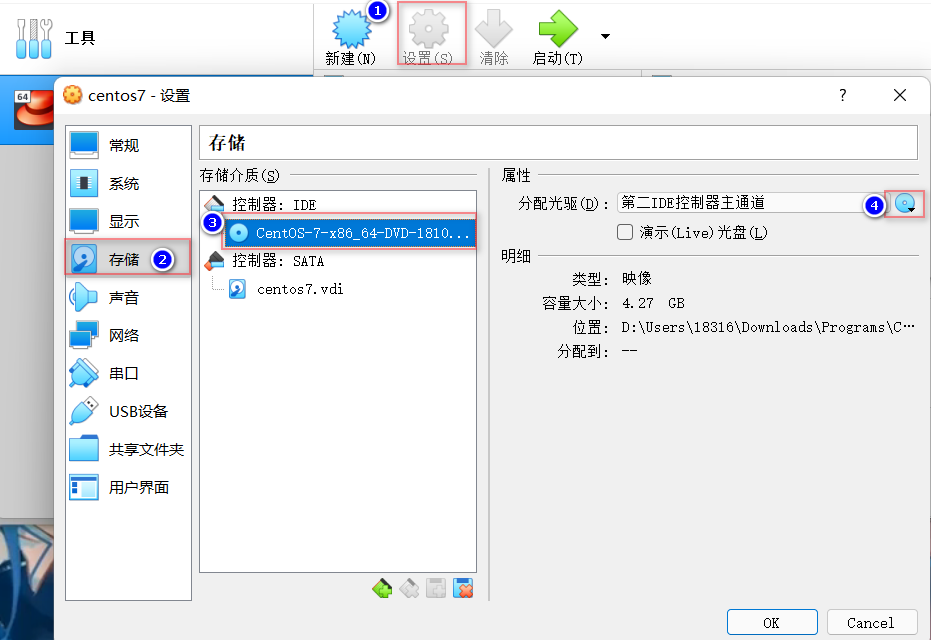 工具
1
新建(N)
设置(S)
清除
启动(T)
64
centos7 - 设置
?
常规
系统
显示
存储 2
声音
网络
串口
USB设备
共享文件夹
用户界面
存储
存储介质(S)
控制器: IDE
3
CentOS-7-x86_64-DVD-1810...
控制器: SATA
centos7.vdi
属性
分配光驱(D): 第二IDE控制器主通道 4
演示(Live)光盘(L)
明细
类型: 映像
容量大小: 4.27 GB
位置: D:\Users\18316\Downloads\Programs\C…
分配到: --
OK
Cancel